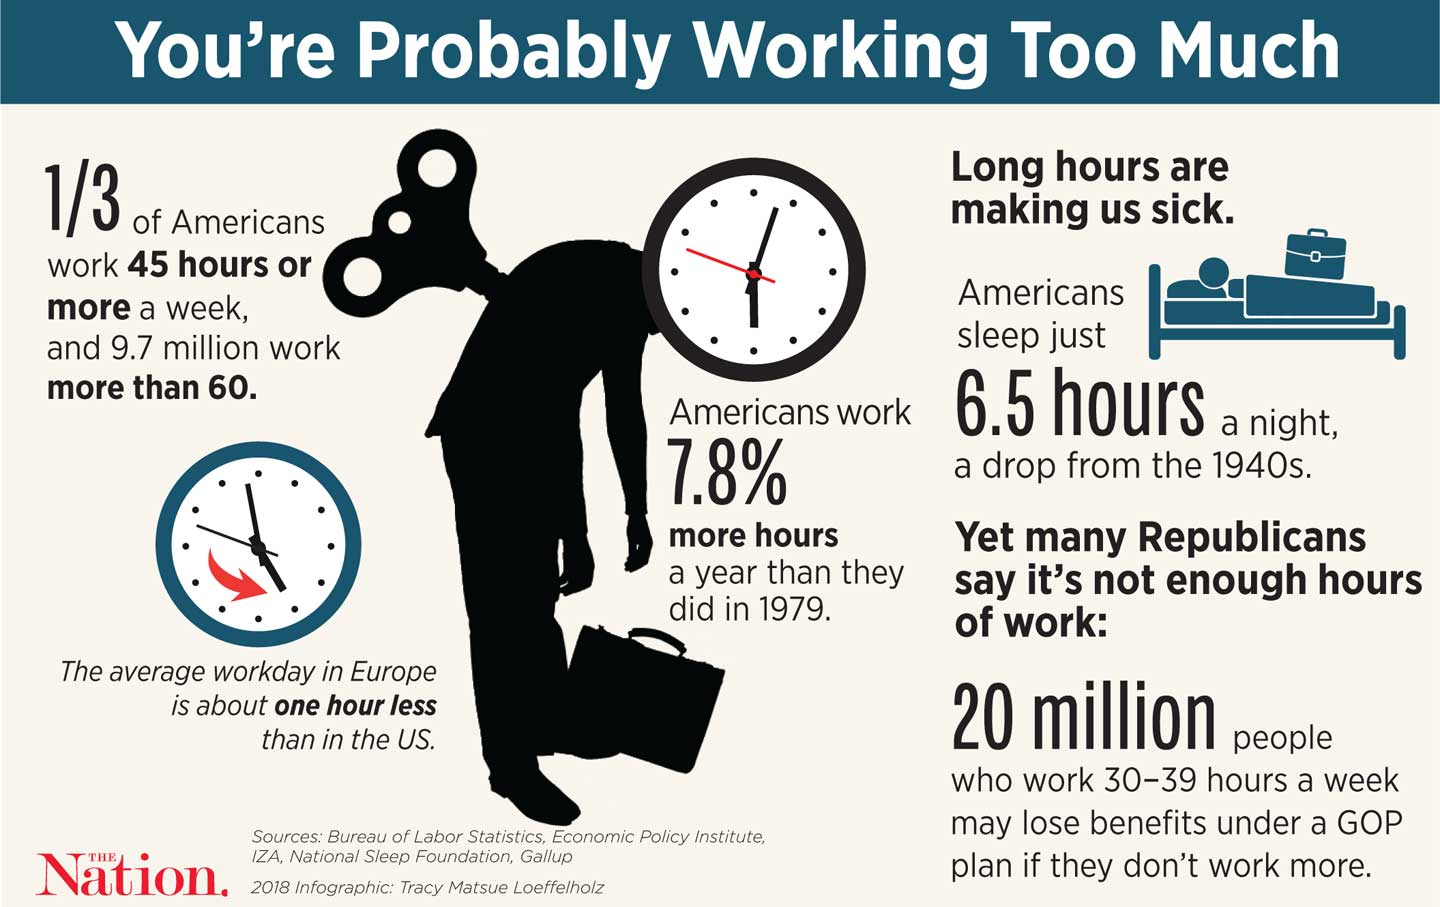 You’re Probably Working Too Much
1/3 of Americans
work 45 hours or
more a week,
and 9.7 million work
more than 60.
The average workday in Europe
is about one hour less
than in the US.
Americans work
7.8%
more hours
a year than they
did in 1979.
Long hours are
making us sick.
Americans
sleep just
6.5 hours a night,
a drop from the 1940s.
Yet many Republicans
say it’s not enough hours
of work:
20 million people
who work 30–39 hours a week
may lose benefits under a GOP
plan if they don’t work more.
THE
Nation.
Sources: Bureau of Labor Statistics, Economic Policy Institute,
IZA, National Sleep Foundation, Gallup
2018 Infographic: Tracy Matsue Loeffelholz